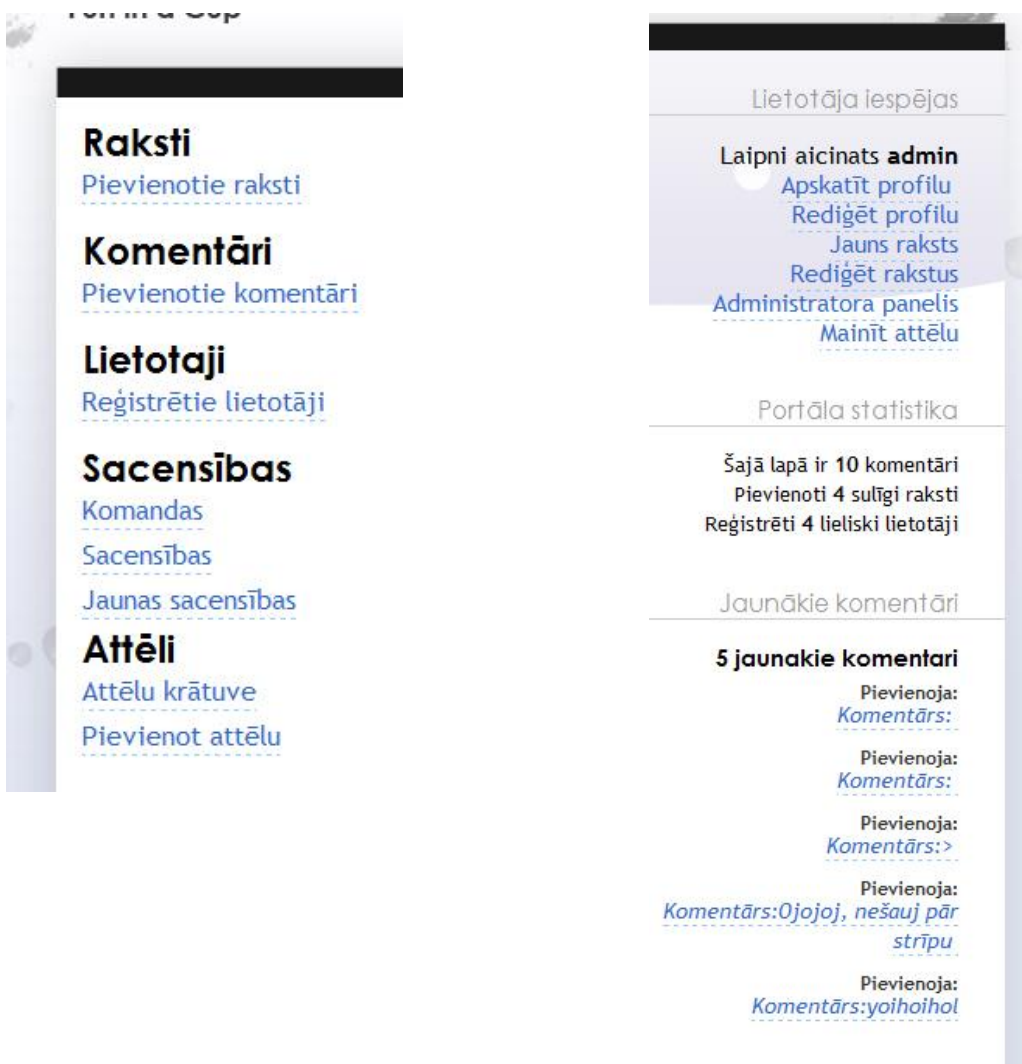 Raksti
Pievienotie raksti
Komentāri
Pievienotie komentāri
Lietotaji
Reģistrētie lietotāji
Sacensības
Komandas
Sacensības
Jaunas sacensības
Attēli
Attēlu krātuve
Pievienot attēlu
Lietotāja iespējas
Laipni aicinats admin
Apskatīt profilu
Rediģēt profilu
Jauns raksts
Rediģēt rakstus
Administratora panelis
Mainīt attēlu
Portāla statistika
Šajā lapā ir 10 komentāri
Pievienoti 4 sulīgi raksti
Reģistrēti 4 lieliski lietotāji
Jaunākie komentāri
5 jaunakie komentari
Pievienoja:
Komentārs:
Pievienoja:
Komentārs:
Pievienoja:
Komentārs:>
Pievienoja:
Komentārs:Ojojoj, nešauj pār
strīpu
Pievienoja:
Komentārs:yoihoihol